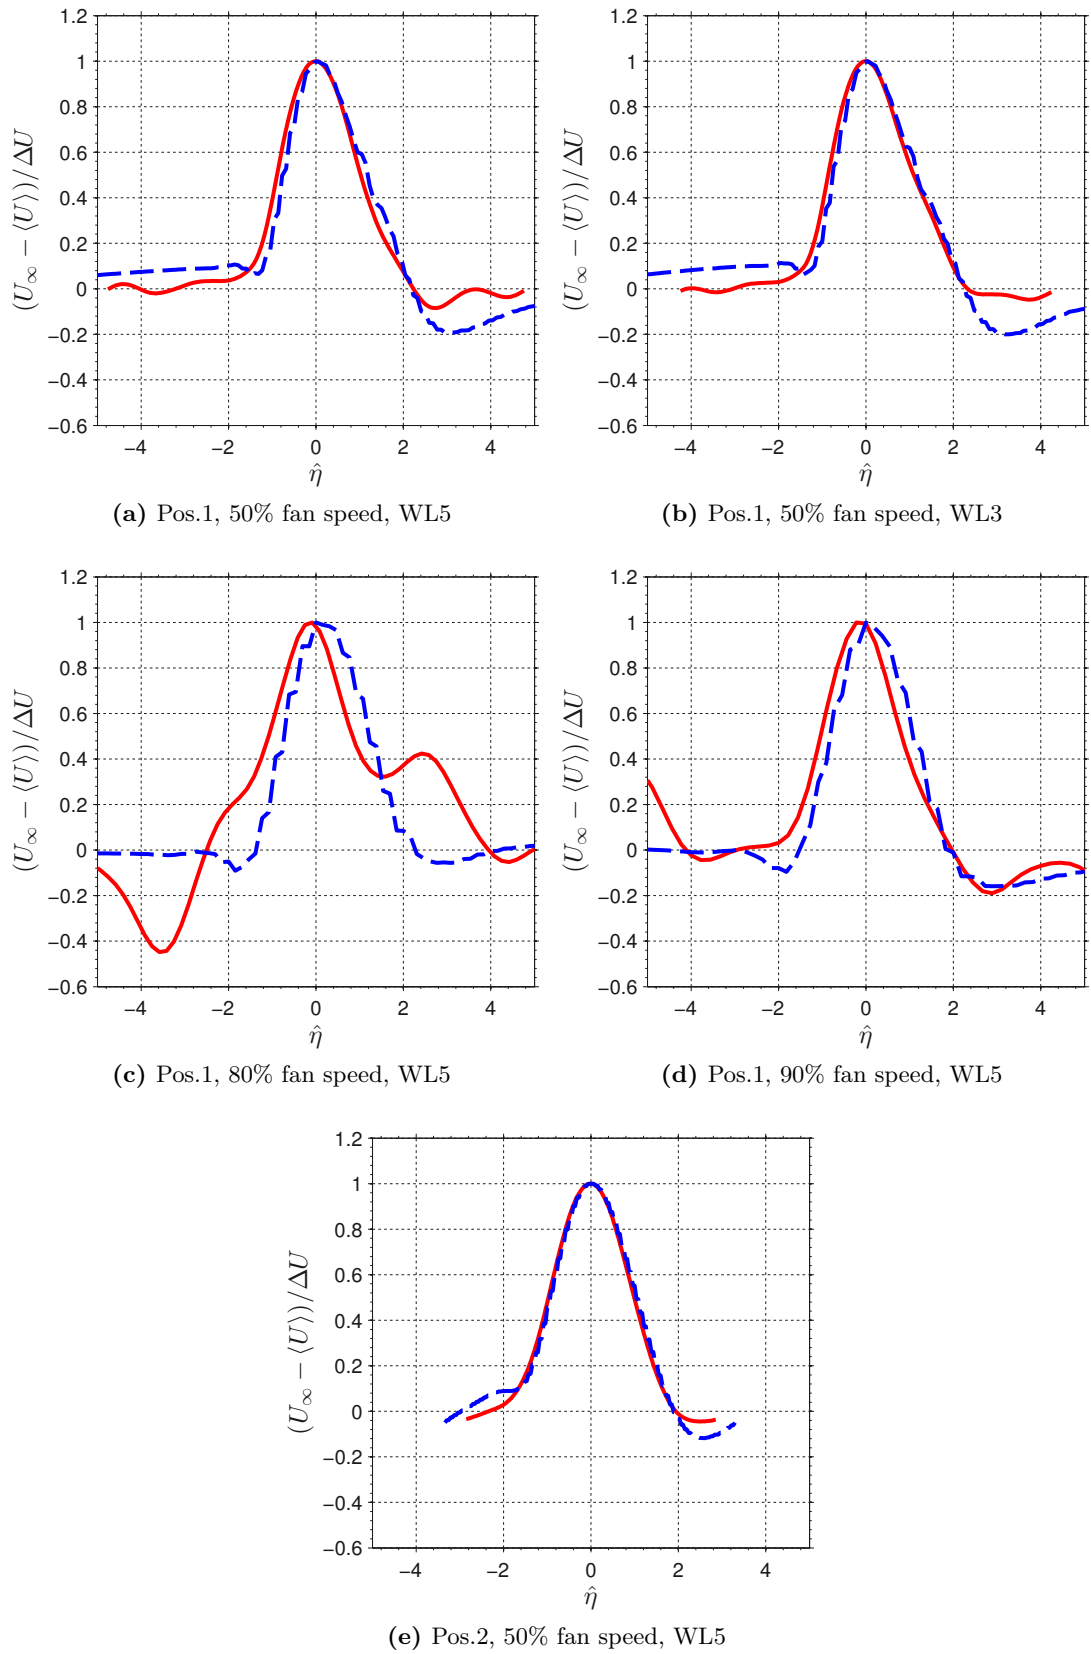 1.2
1
0.8
0.6
0.4
0.2
0
−0.2
−0.4
−0.6
(U∞ − ⟨U⟩)/ΔU
−4 −2 0 2 4
η̂
(a) Pos.1, 50% fan speed, WL5
1.2
1
0.8
0.6
0.4
0.2
0
−0.2
−0.4
−0.6
(U∞ − ⟨U⟩)/ΔU
−4 −2 0 2 4
η̂
(b) Pos.1, 50% fan speed, WL3
1.2
1
0.8
0.6
0.4
0.2
0
−0.2
−0.4
−0.6
(U∞ − ⟨U⟩)/ΔU
−4 −2 0 2 4
η̂
(c) Pos.1, 80% fan speed, WL5
1.2
1
0.8
0.6
0.4
0.2
0
−0.2
−0.4
−0.6
(U∞ − ⟨U⟩)/ΔU
−4 −2 0 2 4
η̂
(d) Pos.1, 90% fan speed, WL5
1.2
1
0.8
0.6
0.4
0.2
0
−0.2
−0.4
−0.6
(U∞ − ⟨U⟩)/ΔU
−4 −2 0 2 4
η̂
(e) Pos.2, 50% fan speed, WL5